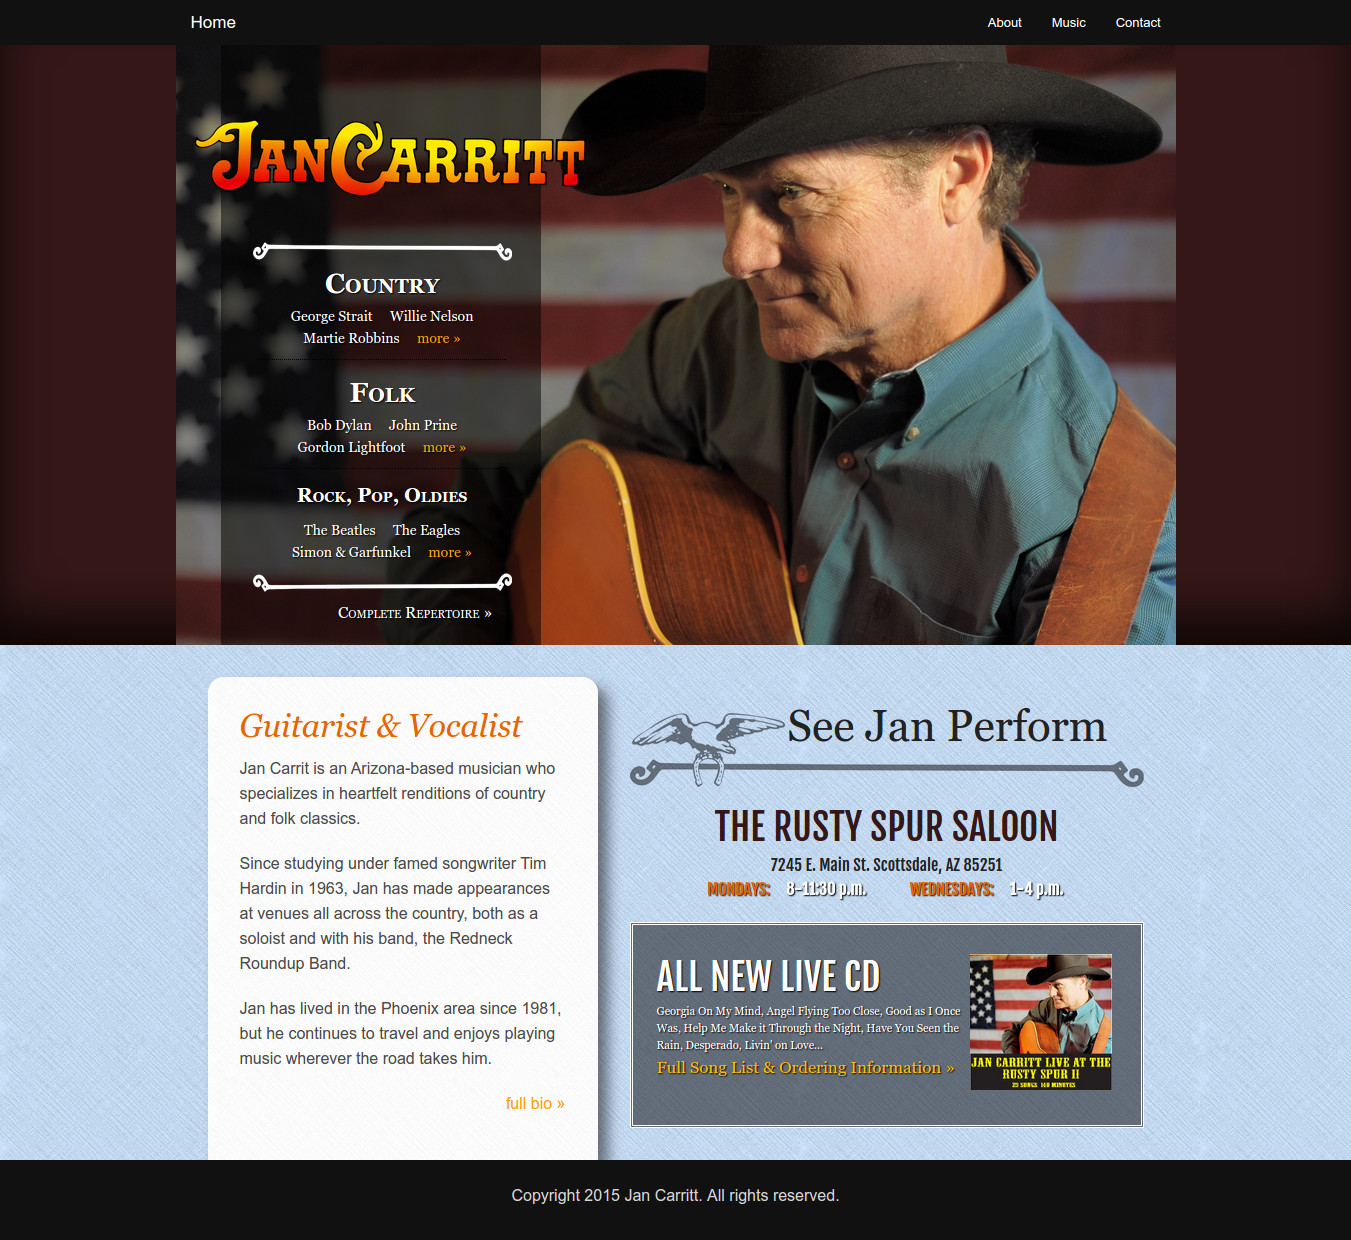 Home
About
Music
Contact
JanCarritt
Country
George Strait Willie Nelson
Martie Robbins more »
Folk
Bob Dylan John Prine
Gordon Lightfoot more »
Rock, Pop, Oldies
The Beatles The Eagles
Simon & Garfunkel more »
Complete Repertoire »
Guitarist & Vocalist
Jan Carrit is an Arizona-based musician who
specializes in heartfelt renditions of country
and folk classics.
Since studying under famed songwriter Tim
Hardin in 1963, Jan has made appearances
at venues all across the country, both as a
soloist and with his band, the Redneck
Roundup Band.
Jan has lived in the Phoenix area since 1981,
but he continues to travel and enjoys playing
music wherever the road takes him.
full bio »
See Jan Perform
THE RUSTY SPUR SALOON
7245 E. Main St. Scottsdale, AZ 85251
MONDAYS: 8-11:30 p.m. WEDNESDAYS: 1-4 p.m.
ALL NEW LIVE CD
Georgia On My Mind, Angel Flying Too Close, Good as I Once
Was, Help Me Make it Through the Night, Have You Seen the
Rain, Desperado, Livin' on Love...
Full Song List & Ordering Information »
JAN CARRITT LIVE AT THE
RUSTY SPUR II
23 SONGS 140 MINUTES
Copyright 2015 Jan Carritt. All rights reserved.